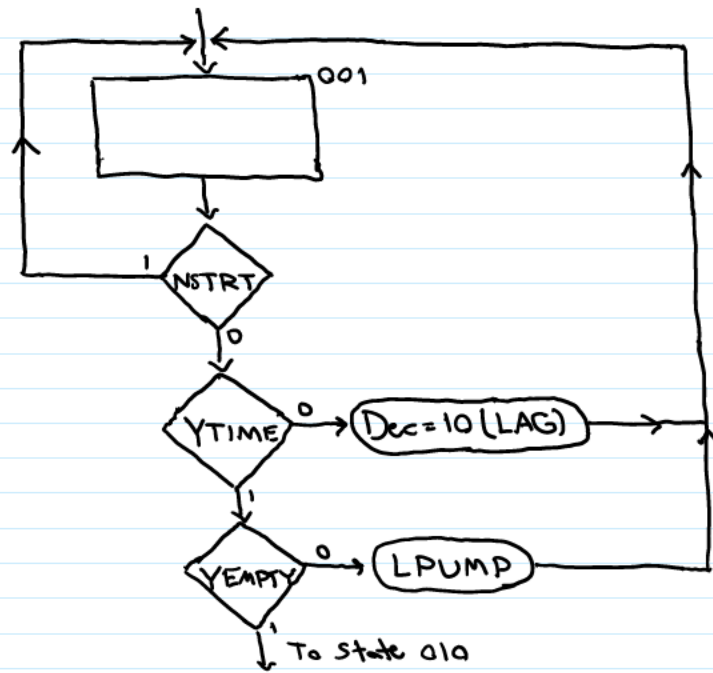 001
1
NSTRT
0
YTIME
0
Dec=10(LAG)
1
YEMPTY
0
LPUMP
1
To State 010